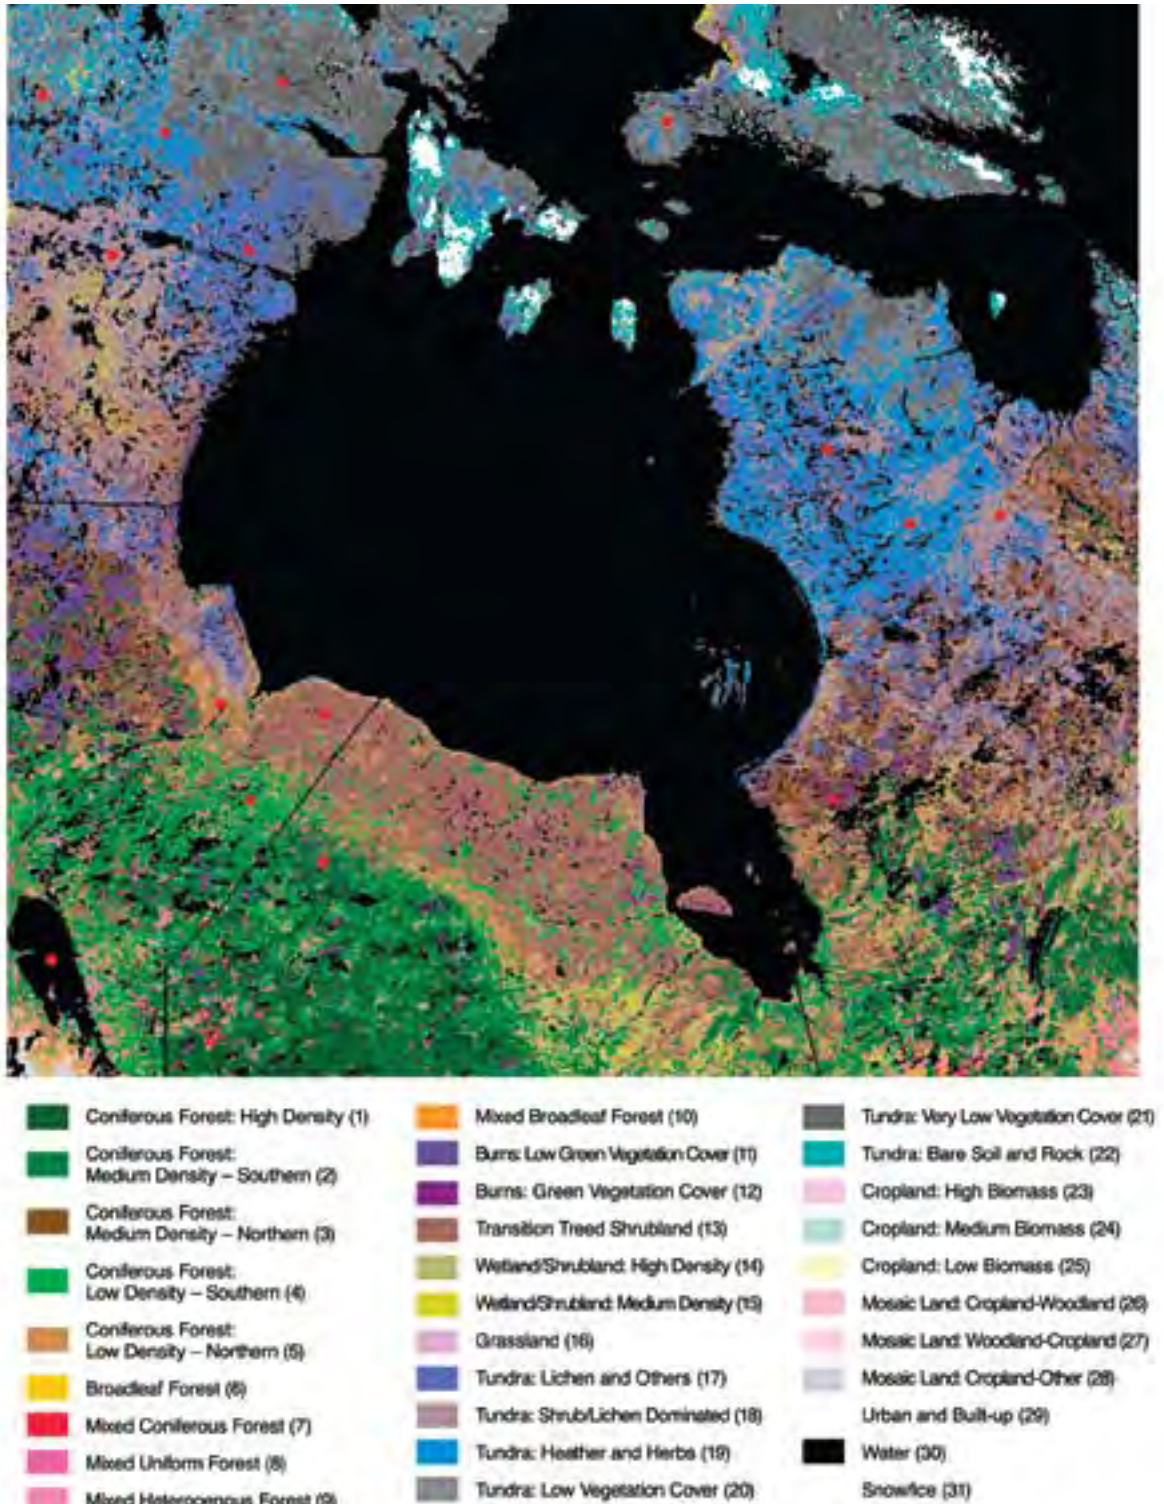 Coniferous Forest: High Density (1)
Coniferous Forest:
Medium Density – Southern (2)
Coniferous Forest:
Medium Density – Northern (3)
Coniferous Forest:
Low Density – Southern (4)
Coniferous Forest:
Low Density – Northern (5)
Broadleaf Forest (6)
Mixed Coniferous Forest (7)
Mixed Uniform Forest (8)
Mixed Heterogenous Forest (9)
Mixed Broadleaf Forest (10)
Burns: Low Green Vegetation Cover (11)
Burns: Green Vegetation Cover (12)
Transition Treed Shrubland (13)
Wetland/Shrubland: High Density (14)
Wetland/Shrubland: Medium Density (15)
Grassland (16)
Tundra: Lichen and Others (17)
Tundra: Shrub/Lichen Dominated (18)
Tundra: Heather and Herbs (19)
Tundra: Low Vegetation Cover (20)
Tundra: Very Low Vegetation Cover (21)
Tundra: Bare Soil and Rock (22)
Cropland: High Biomass (23)
Cropland: Medium Biomass (24)
Cropland: Low Biomass (25)
Mosaic Land: Cropland-Woodland (26)
Mosaic Land: Woodland-Cropland (27)
Mosaic Land: Cropland-Other (28)
Urban and Built-up (29)
Water (30)
Snow/Ice (31)